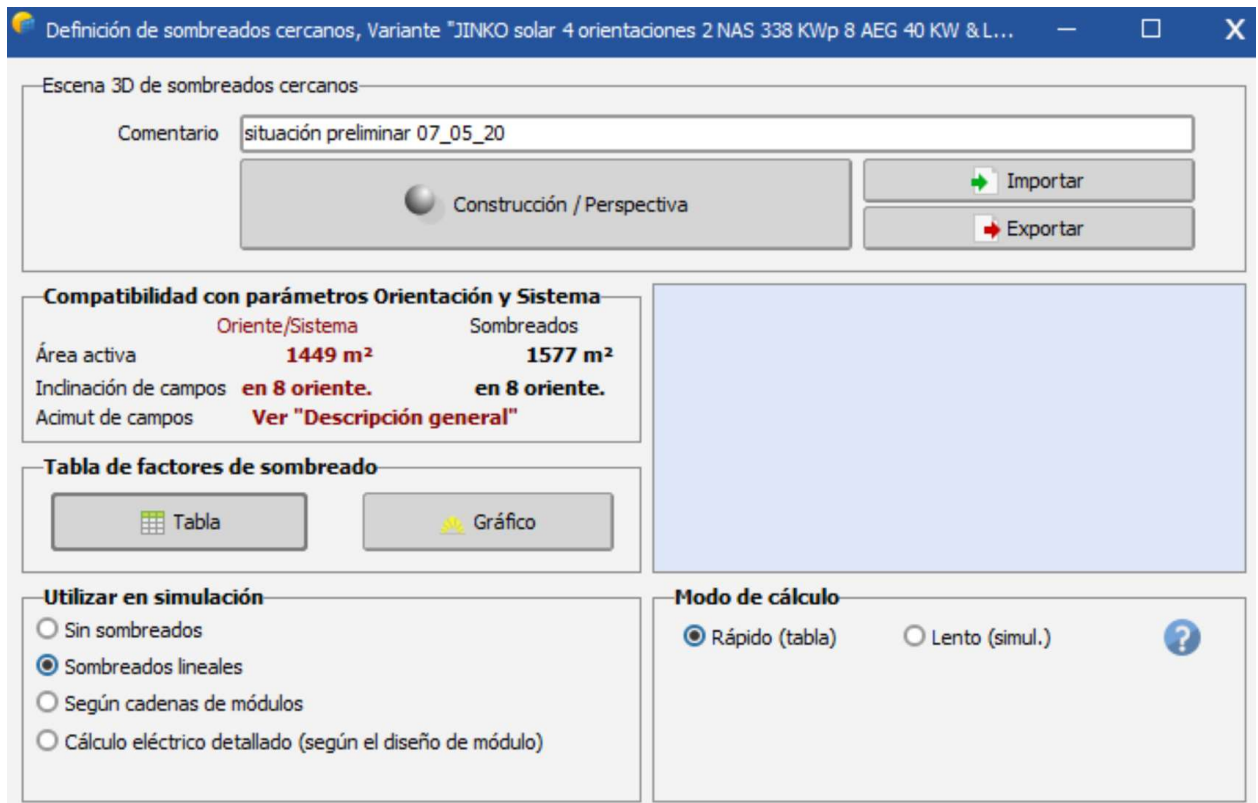 Definición de sombreados cercanos, Variante "JINKO solar 4 orientaciones 2 NAS 338 KWp 8 AEG 40 KW & L...
Escena 3D de sombreados cercanos
Comentario situación preliminar 07_05_20
Construcción / Perspectiva
Importar
Exportar
Compatibilidad con parámetros Orientación y Sistema
Oriente/Sistema Sombreados
Área activa 1449 m² 1577 m²
Inclinación de campos en 8 oriente. en 8 oriente.
Acimut de campos Ver "Descripción general"
Tabla de factores de sombreado
Tabla Gráfico
Utilizar en simulación
Sin sombreados
Sombreados lineales
Según cadenas de módulos
Cálculo eléctrico detallado (según el diseño de módulo)
Modo de cálculo
Rápido (tabla) Lento (simul.) ?